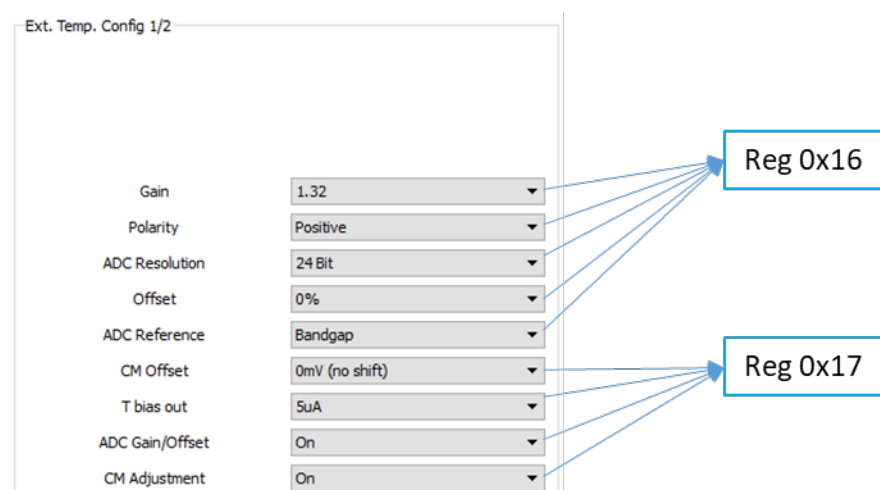 Ext. Temp. Config 1/2
Reg 0x16
Gain 1.32
Polarity Positive
ADC Resolution 24 Bit
Offset 0%
ADC Reference Bandgap
CM Offset 0mV (no shift)
Reg 0x17
T bias out 5uA
ADC Gain/Offset On
CM Adjustment On